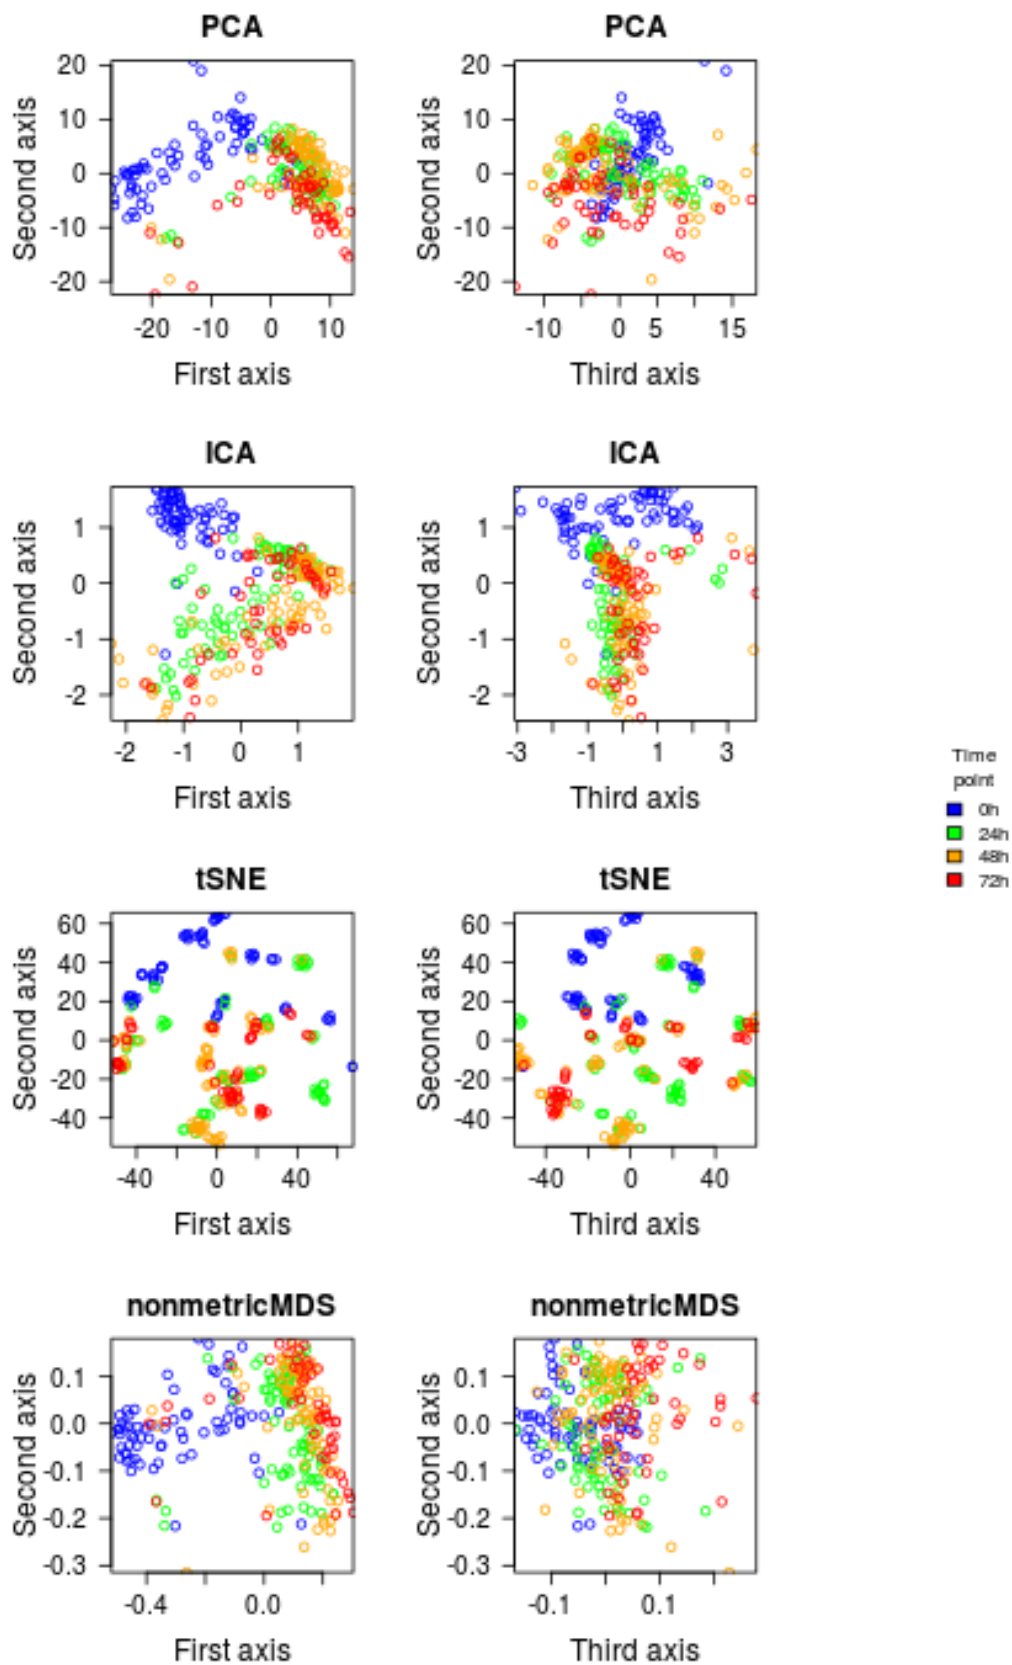 PCA
PCA
20
10
0
-10
-20
Second axis
-20 -10 0 10
First axis
20
10
0
-10
-20
Second axis
-10 0 5 15
Third axis
ICA
ICA
1
0
-1
-2
Second axis
-2 -1 0 1
First axis
1
0
-1
-2
Second axis
-3 -1 1 3
Third axis
Time
point
0h
24h
48h
72h
tSNE
tSNE
60
40
20
0
-20
-40
Second axis
-40 0 40
First axis
60
40
20
0
-20
-40
Second axis
-40 0 40
Third axis
nonmetricMDS
nonmetricMDS
0.1
0.0
-0.1
-0.2
-0.3
Second axis
-0.4 0.0
First axis
0.1
0.0
-0.1
-0.2
-0.3
Second axis
-0.1 0.1
Third axis